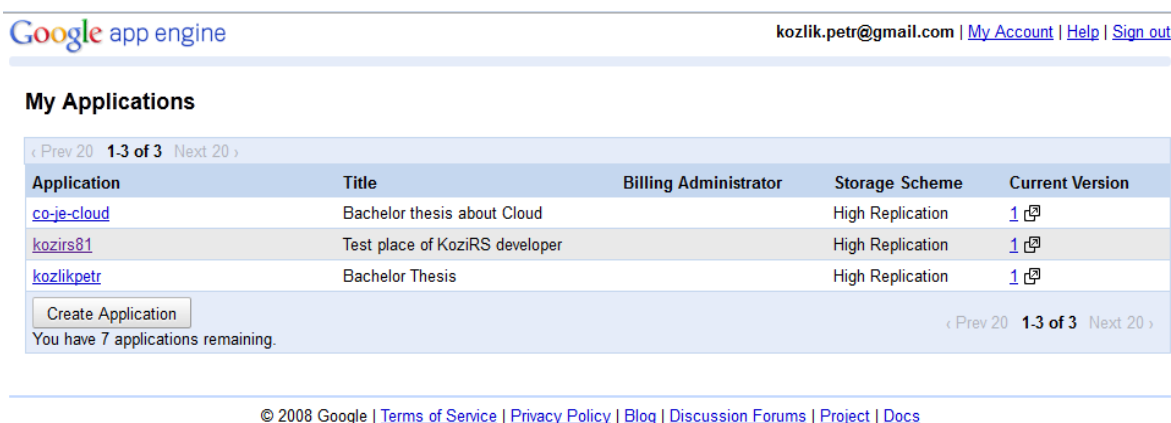 Google app engine
kozlik.petr@gmail.com | My Account | Help | Sign out
My Applications
‹ Prev 20 1-3 of 3 Next 20 ›
Application Title Billing Administrator Storage Scheme Current Version
co-je-cloud Bachelor thesis about Cloud High Replication 1
kozirs81 Test place of KoziRS developer High Replication 1
kozlikpetr Bachelor Thesis High Replication 1
Create Application
You have 7 applications remaining.
‹ Prev 20 1-3 of 3 Next 20 ›
© 2008 Google | Terms of Service | Privacy Policy | Blog | Discussion Forums | Project | Docs